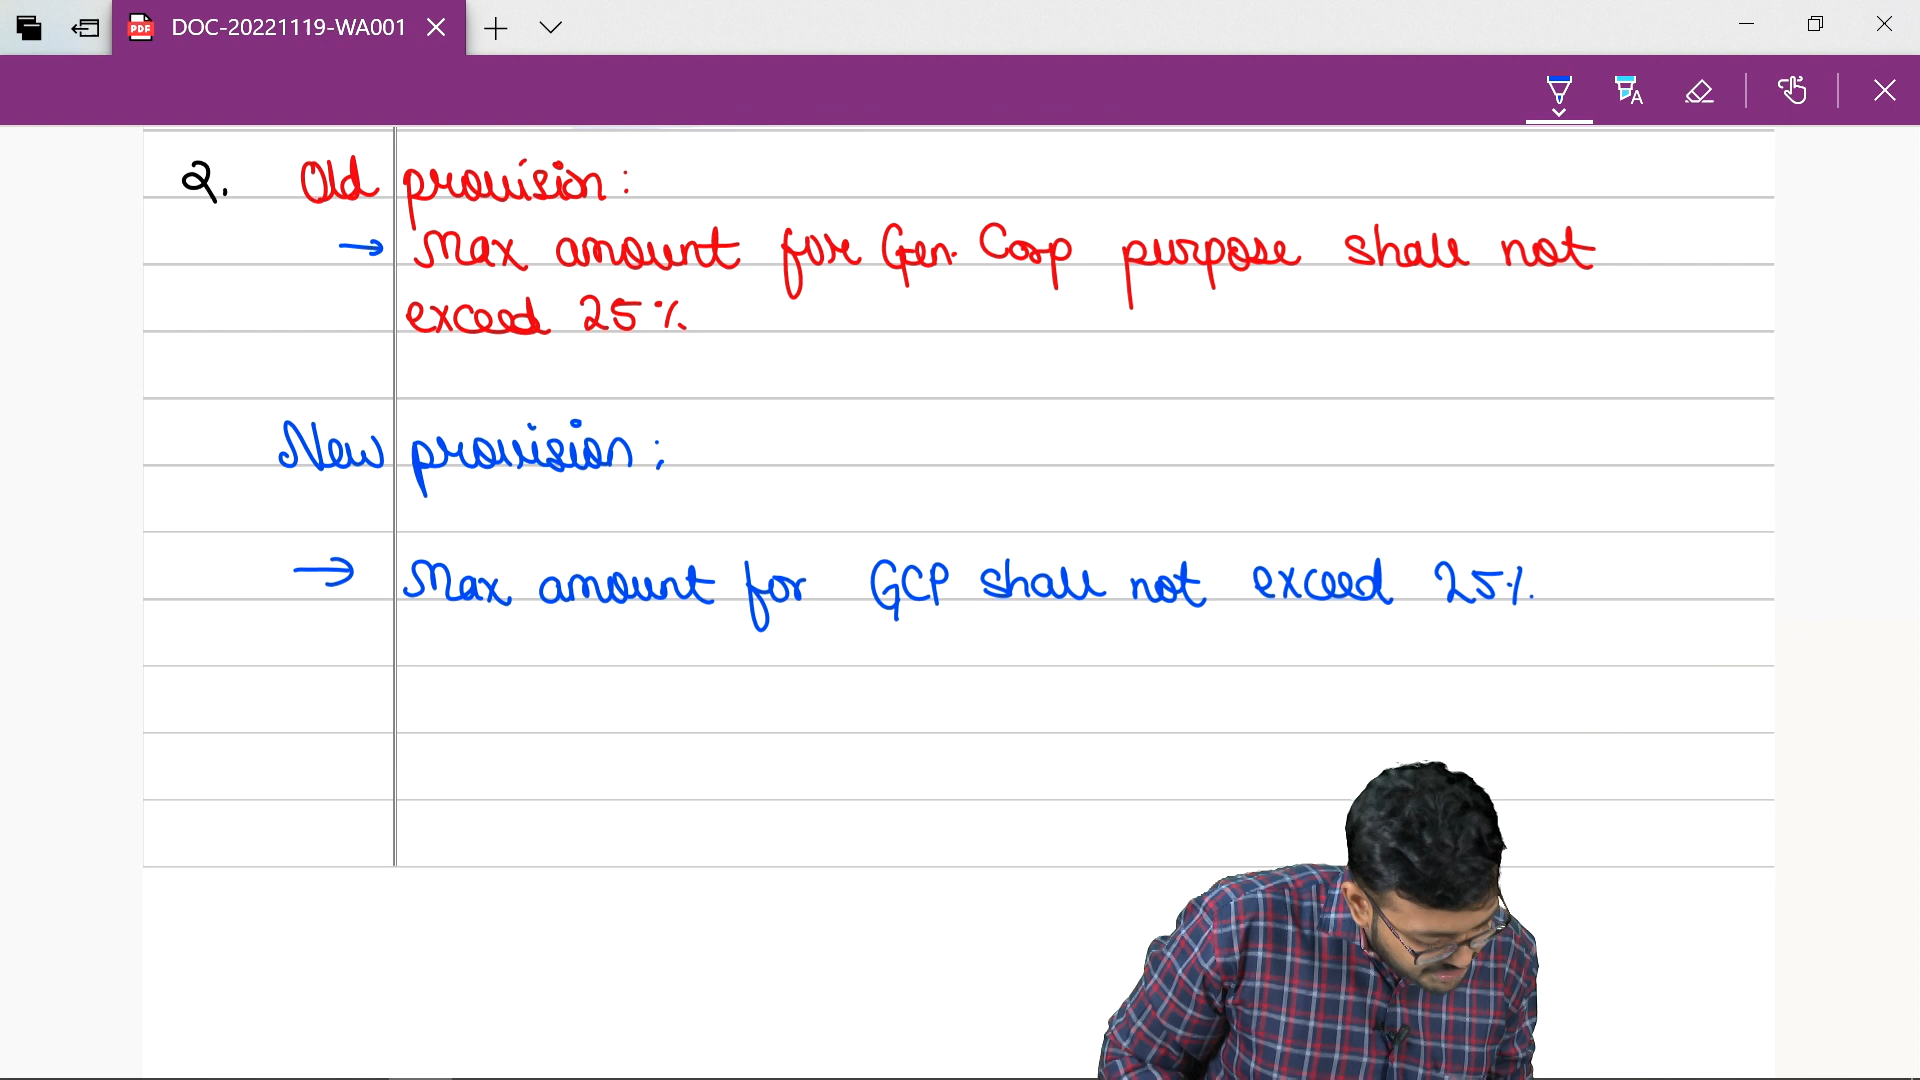 DOC-20221119-WA001
2. Old provision:
→ Max amount for Gen. Corp purpose shall not
exceed 25%
New provision:
→ Max amount for GCP shall not exceed 25%.